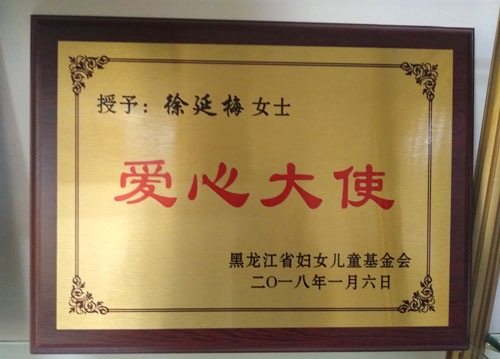 授予：徐延梅 女士
爱心大使
黑龙江省妇女儿童基金会
二O一八年一月六日